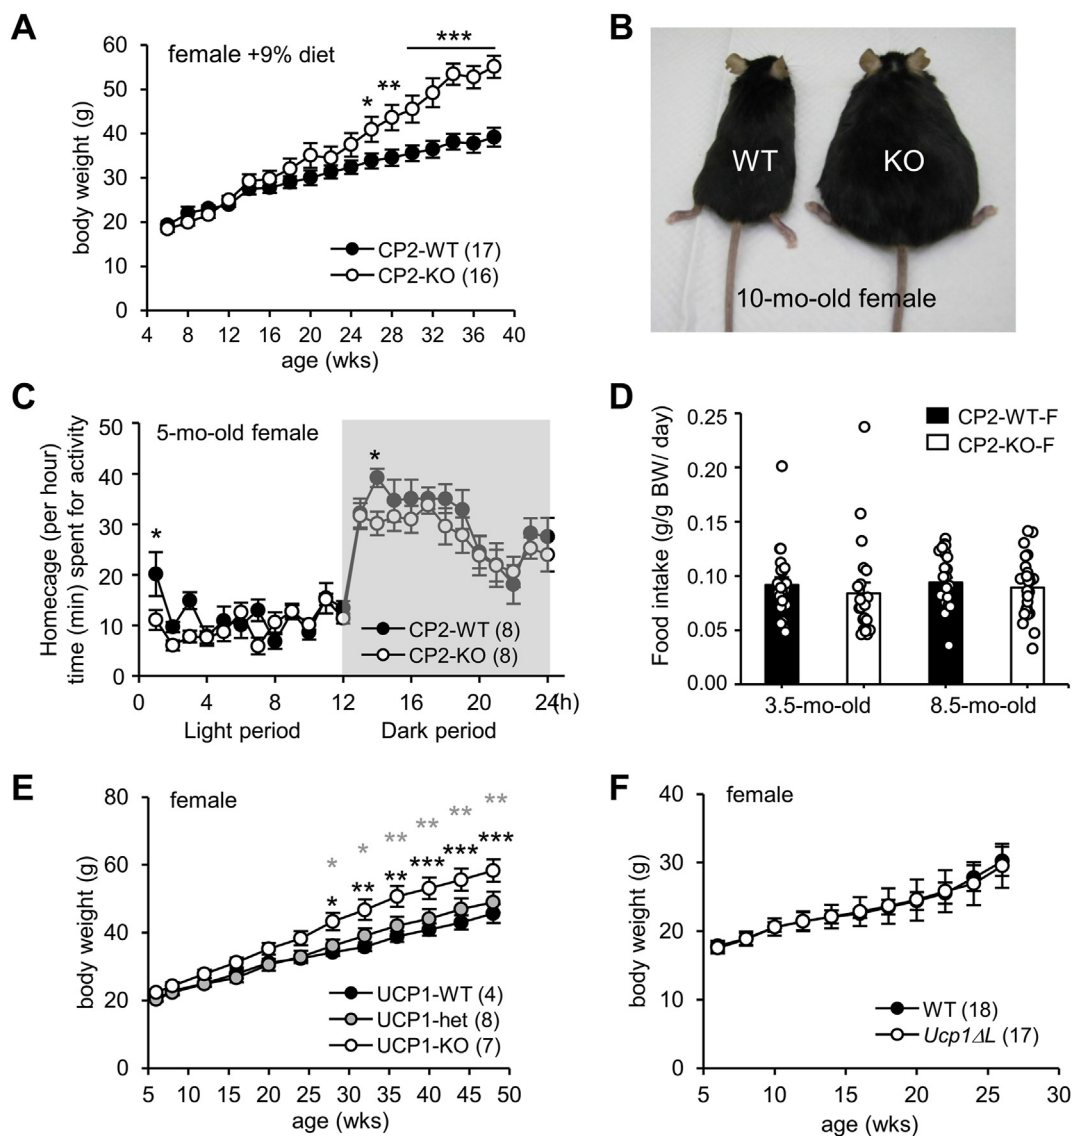 A
female +9% diet
***
**
*
body weight (g)
60
50
40
30
20
10
0
CP2-WT (17)
CP2-KO (16)
4 8 12 16 20 24 28 32 36 40
age (wks)
B
WT
KO
10-mo-old female
C
Homecage (per hour)
time (min) spent for activity
50
40
30
20
10
0
5-mo-old female
*
*
CP2-WT (8)
CP2-KO (8)
0 4 8 12 16 20 24(h)
Light period
Dark period
D
Food intake (g/g BW/ day)
0.25
0.20
0.15
0.10
0.05
0.00
CP2-WT-F
CP2-KO-F
3.5-mo-old
8.5-mo-old
E
body weight (g)
80
60
40
20
0
female
* * ** ** ** **
* ** ** *** *** ***
UCP1-WT (4)
UCP1-het (8)
UCP1-KO (7)
5 10 15 20 25 30 35 40 45 50
age (wks)
F
body weight (g)
40
30
20
10
0
female
WT (18)
Ucp1ΔL (17)
5 10 15 20 25 30
age (wks)